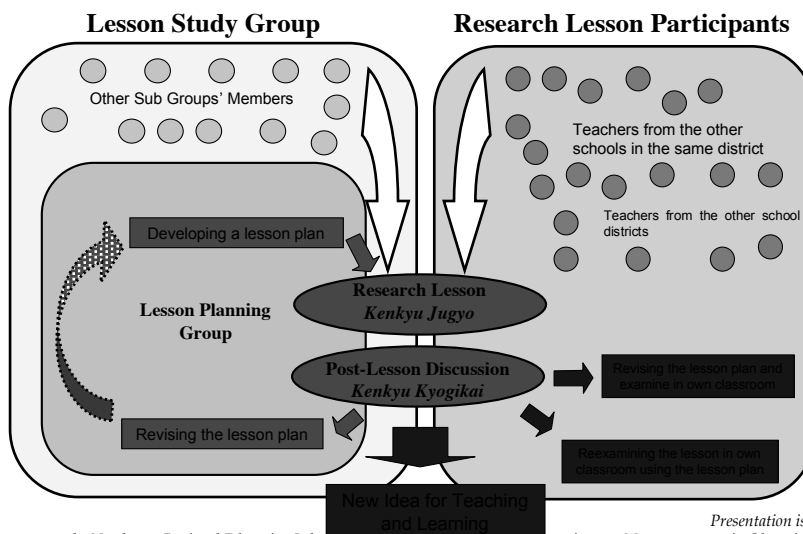 Lesson Study Group
Research Lesson Participants
Other Sub Groups' Members
Teachers from the other
schools in the same district
Teachers from the other school
districts
Developing a lesson plan
Lesson Planning
Group
Research Lesson
Kenkyu Jugyo
Post-Lesson Discussion
Kenkyu Kyogikai
Revising the lesson plan and
examine in own classroom
Revising the lesson plan
Reexamining the lesson in own
classroom using the lesson plan
New Idea for Teaching
and Learning
Presentation is